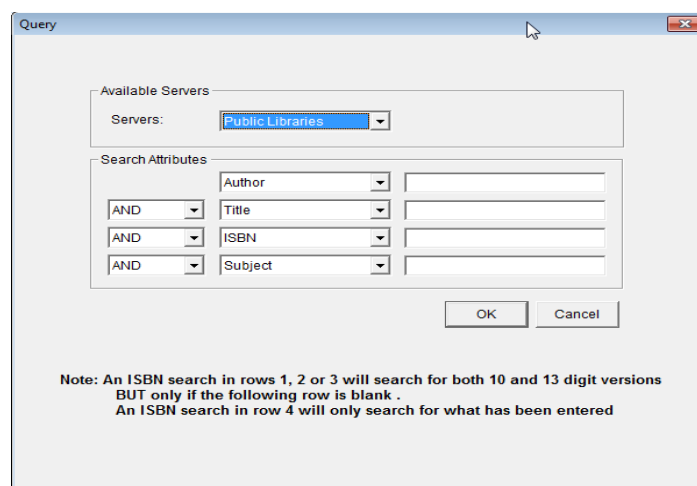 Query
Available Servers
Servers: Public Libraries
Search Attributes
Author
AND Title
AND ISBN
AND Subject
OK Cancel
Note: An ISBN search in rows 1, 2 or 3 will search for both 10 and 13 digit versions
BUT only if the following row is blank .
An ISBN search in row 4 will only search for what has been entered